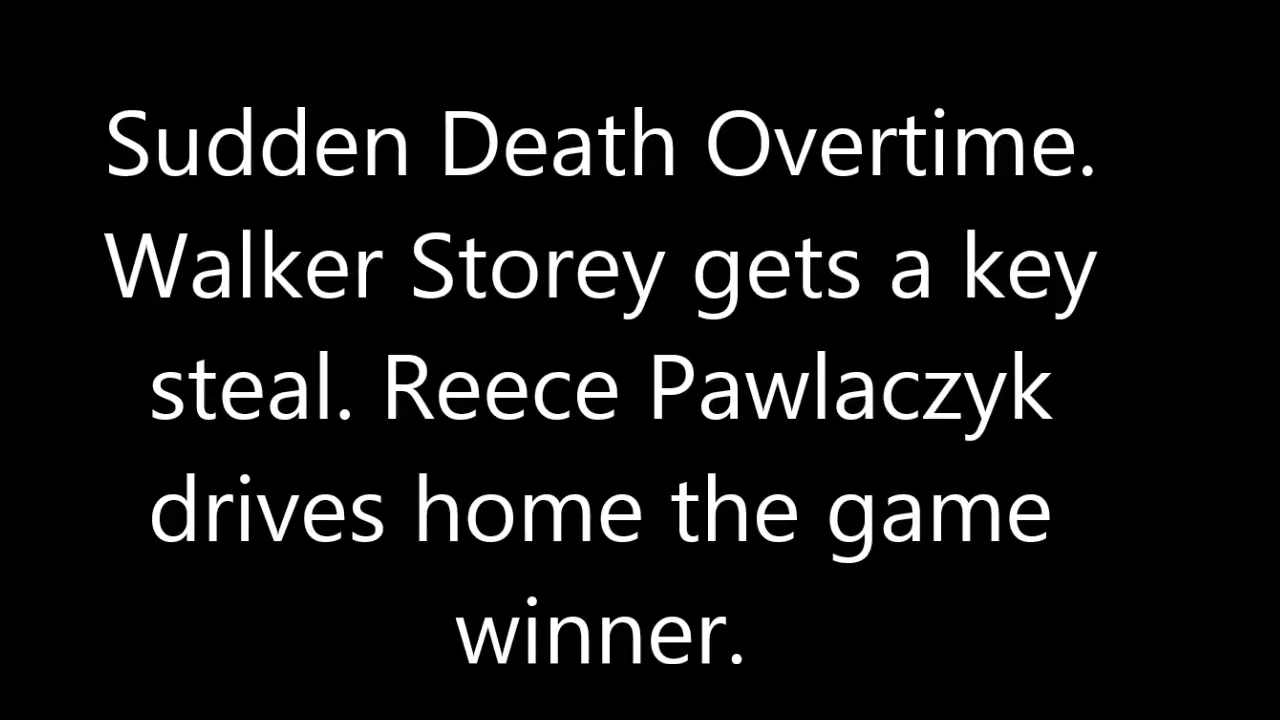 Sudden Death Overtime.
Walker Storey gets a key
steal. Reece Pawlaczyk
drives home the game
winner.